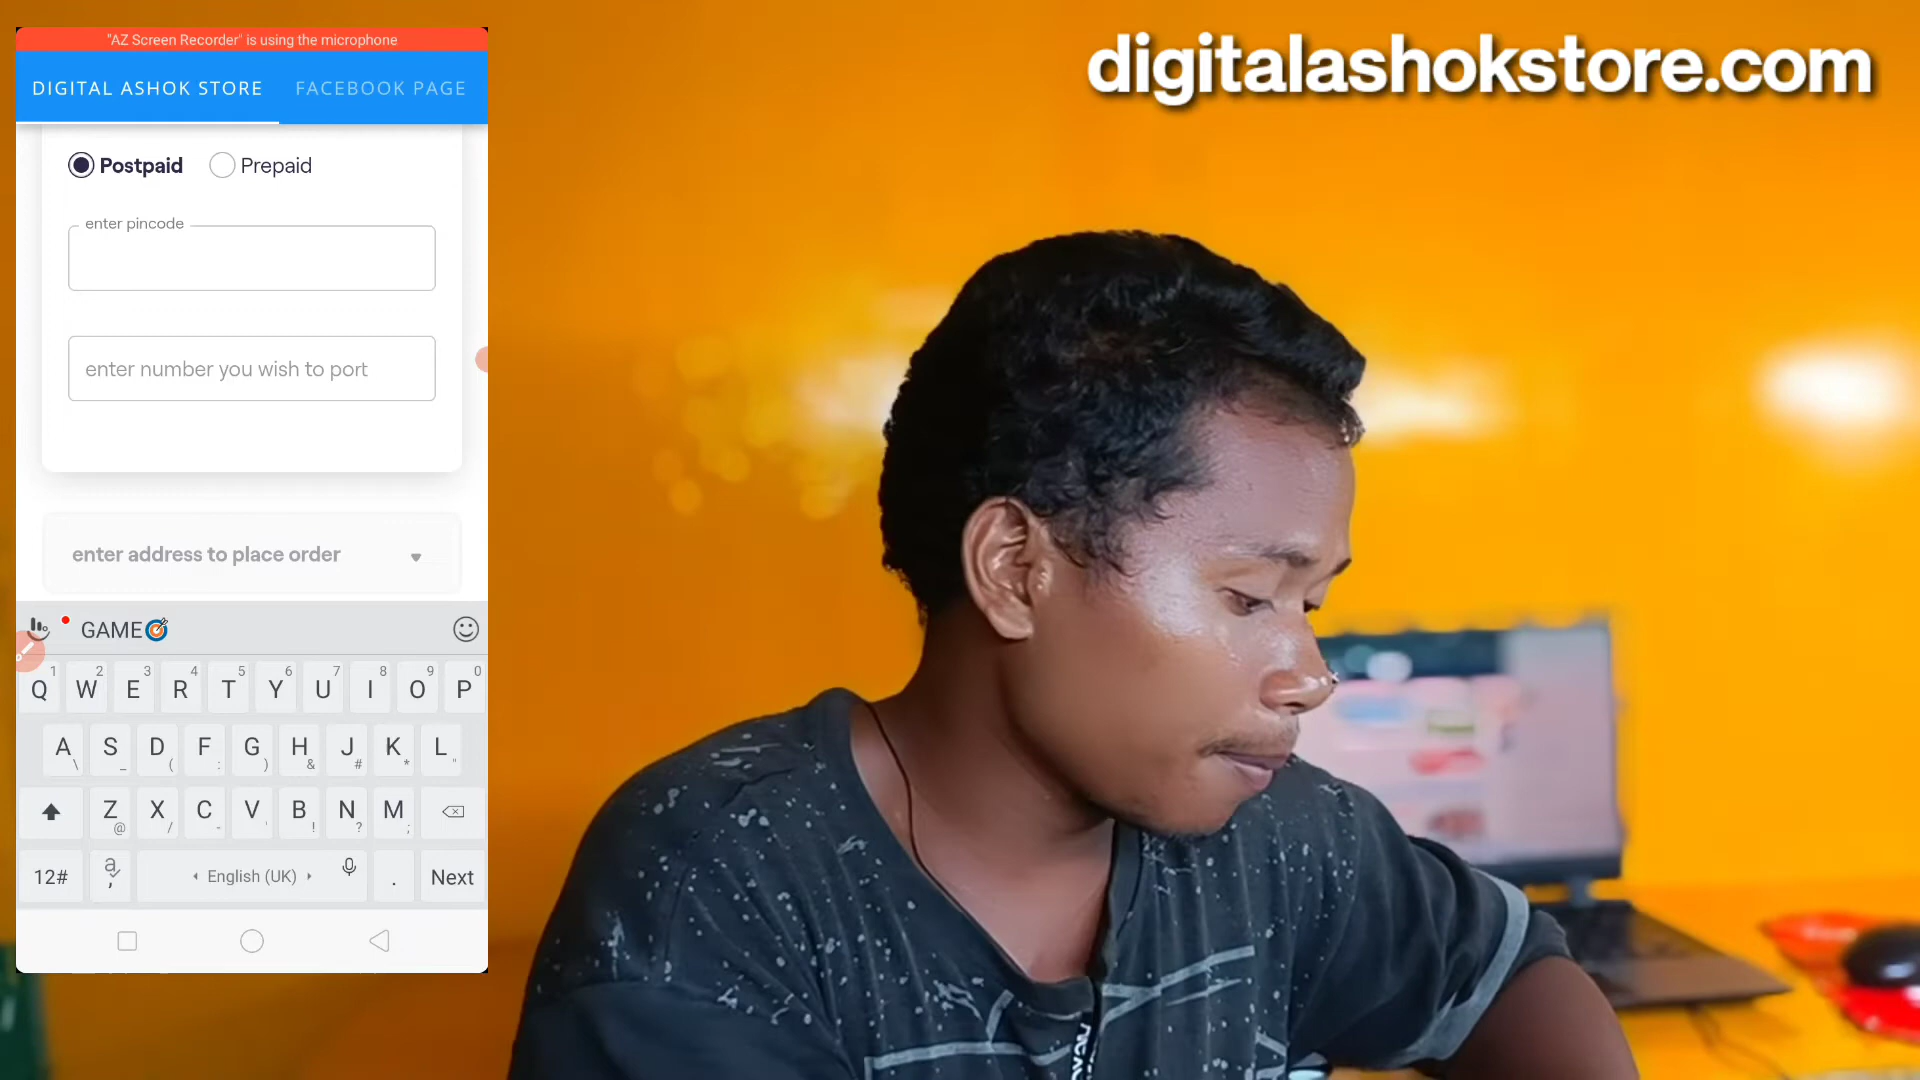 digitalashokstore.com
"AZ Screen Recorder" is using the microphone
DIGITAL ASHOK STORE FACEBOOK PAGE
Postpaid Prepaid
enter pincode
enter number you wish to port
enter address to place order
GAME
1 2 3 4 5 6 7 8 9 0
Q W E R T Y U I O P
A S D F G H J K L
\ _ ( : ) & # * "
Z X C V B N M
@ / - ' ! ? ;
12# a , English (UK) . Next